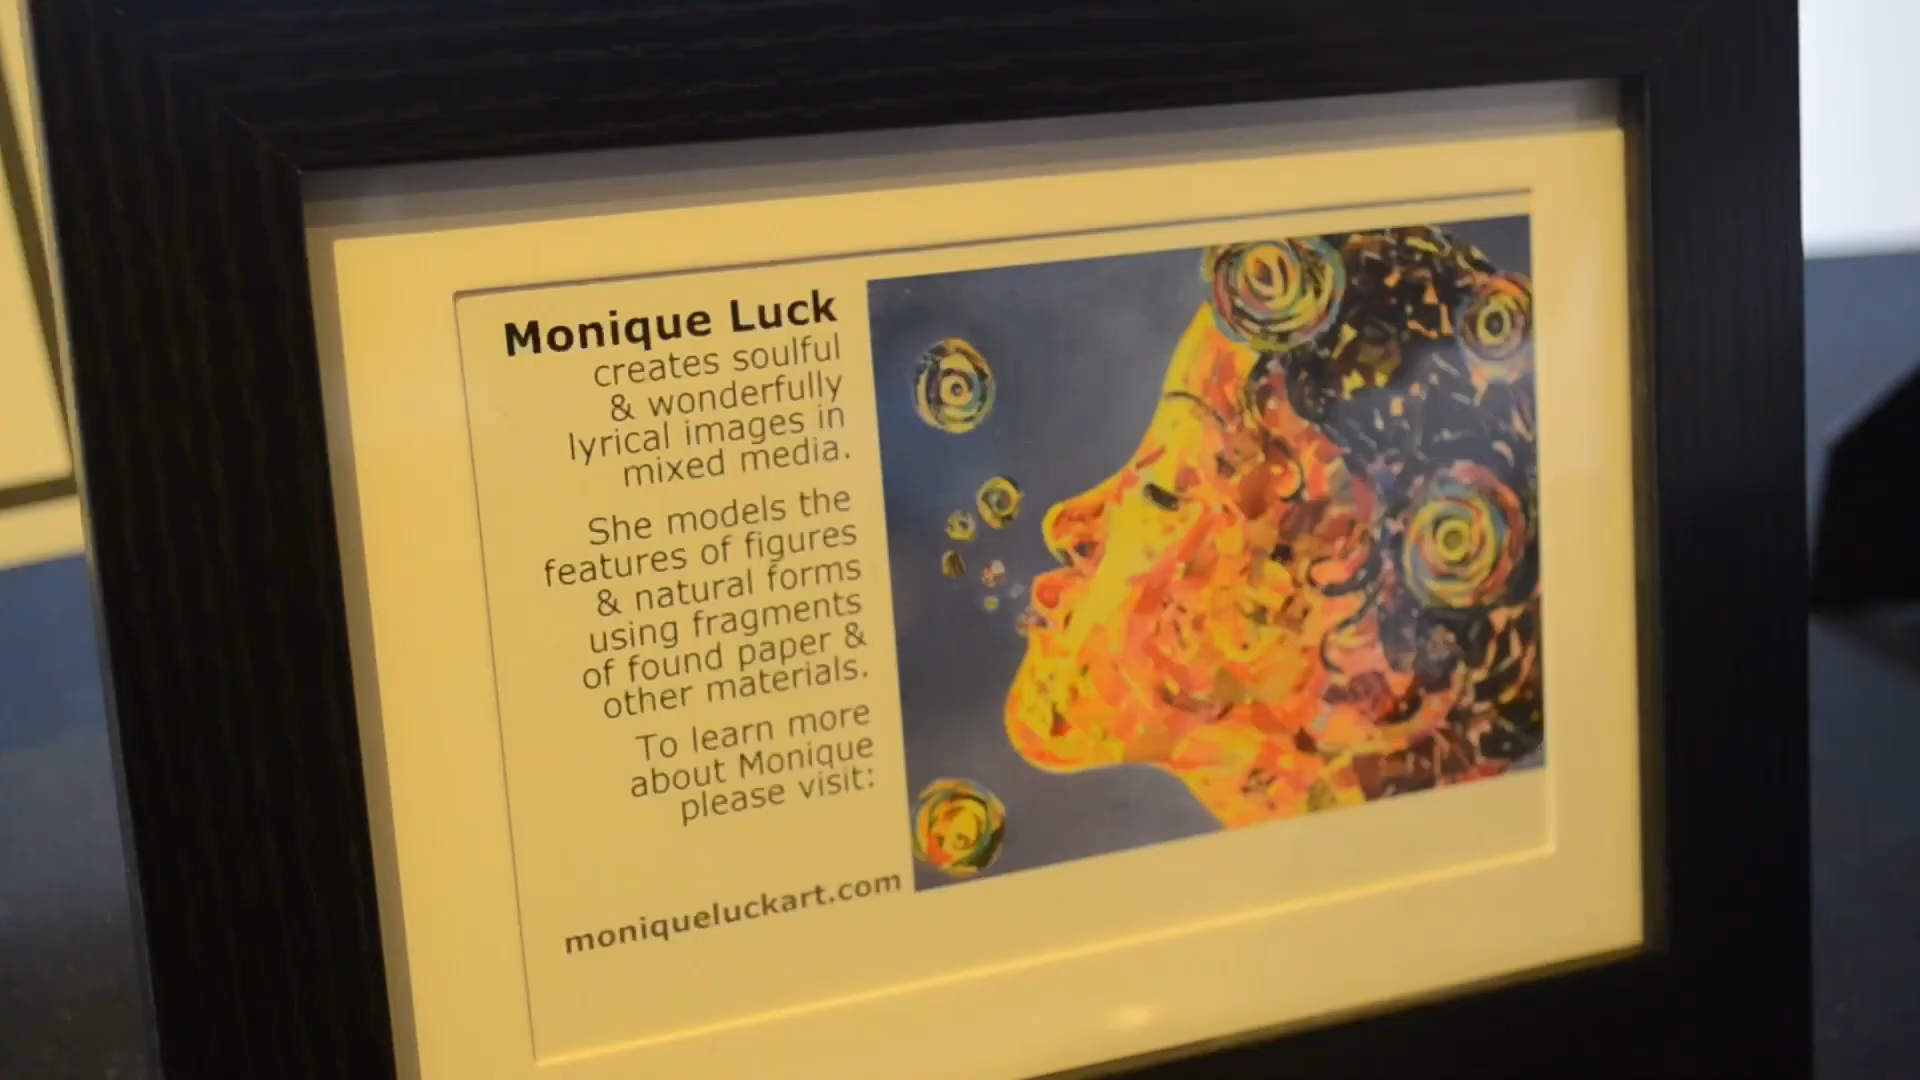 Monique Luck
creates soulful
& wonderfully
lyrical images in
mixed media.
She models the
features of figures
& natural forms
using fragments
of found paper &
other materials.
To learn more
about Monique
please visit:
moniqueluckart.com